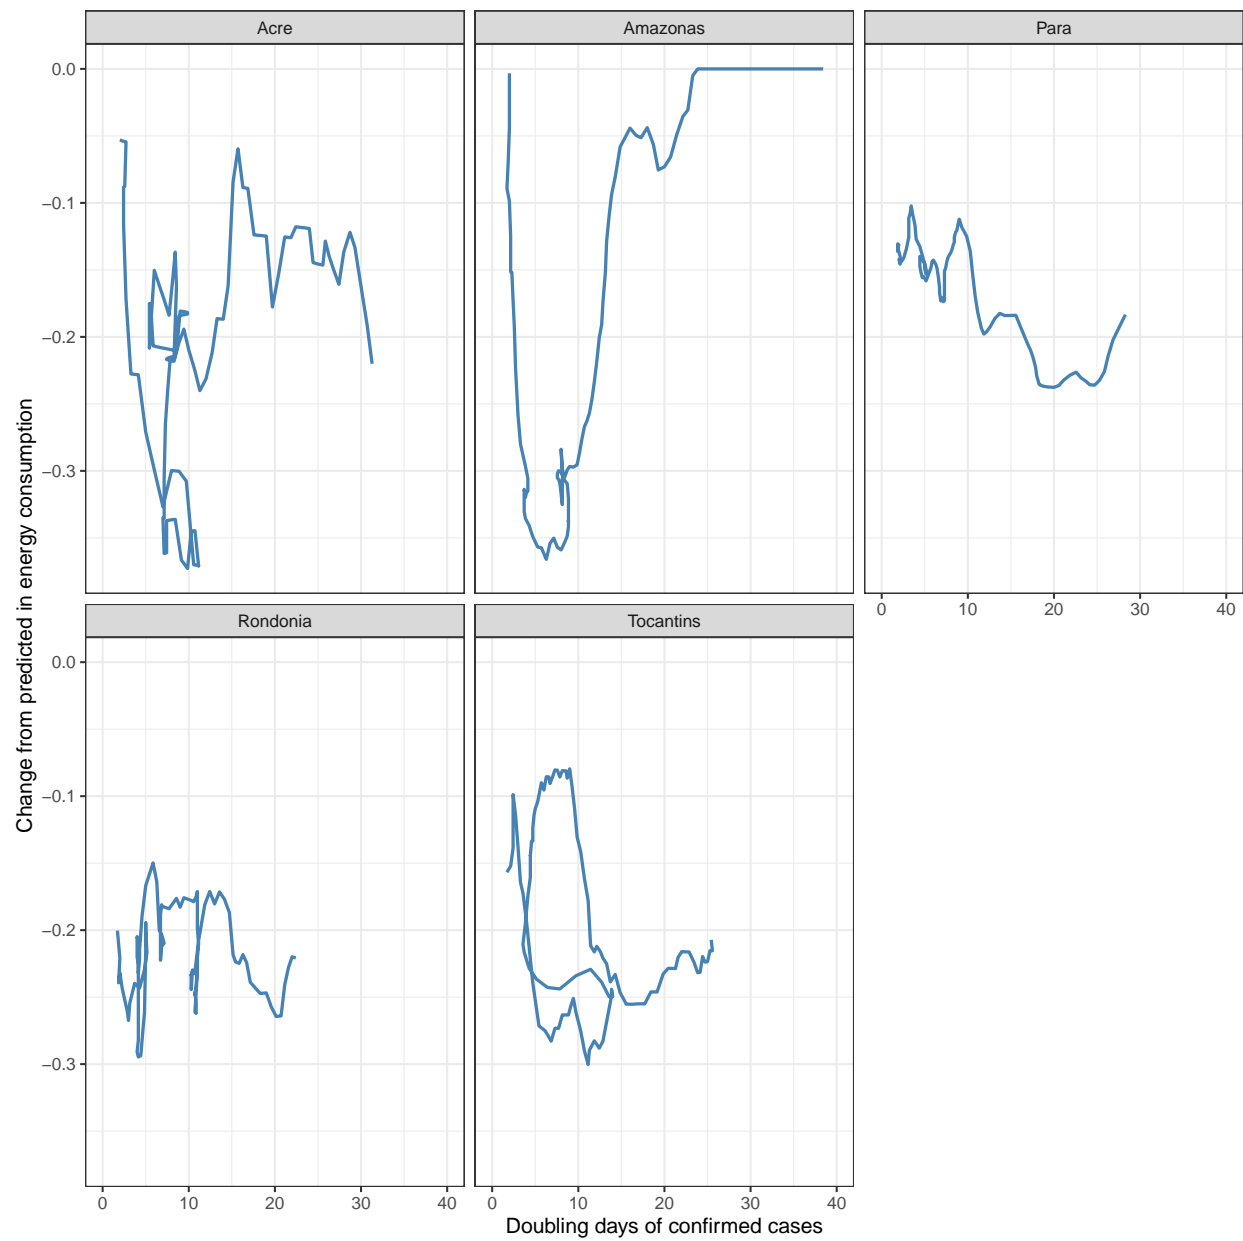 Acre
Amazonas
Para
0.0
−0.1
−0.2
−0.3
0 10 20 30 40
Rondonia
Tocantins
0.0
−0.1
−0.2
−0.3
0 10 20 30 40
0 10 20 30 40
Doubling days of confirmed cases
Change from predicted in energy consumption